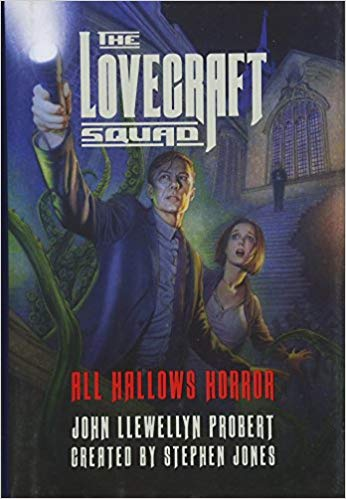 THE
LOVECRAFT
SQUAD
ALL HALLOWS HORROR
JOHN LLEWELLYN PROBERT
CREATED BY STEPHEN JONES